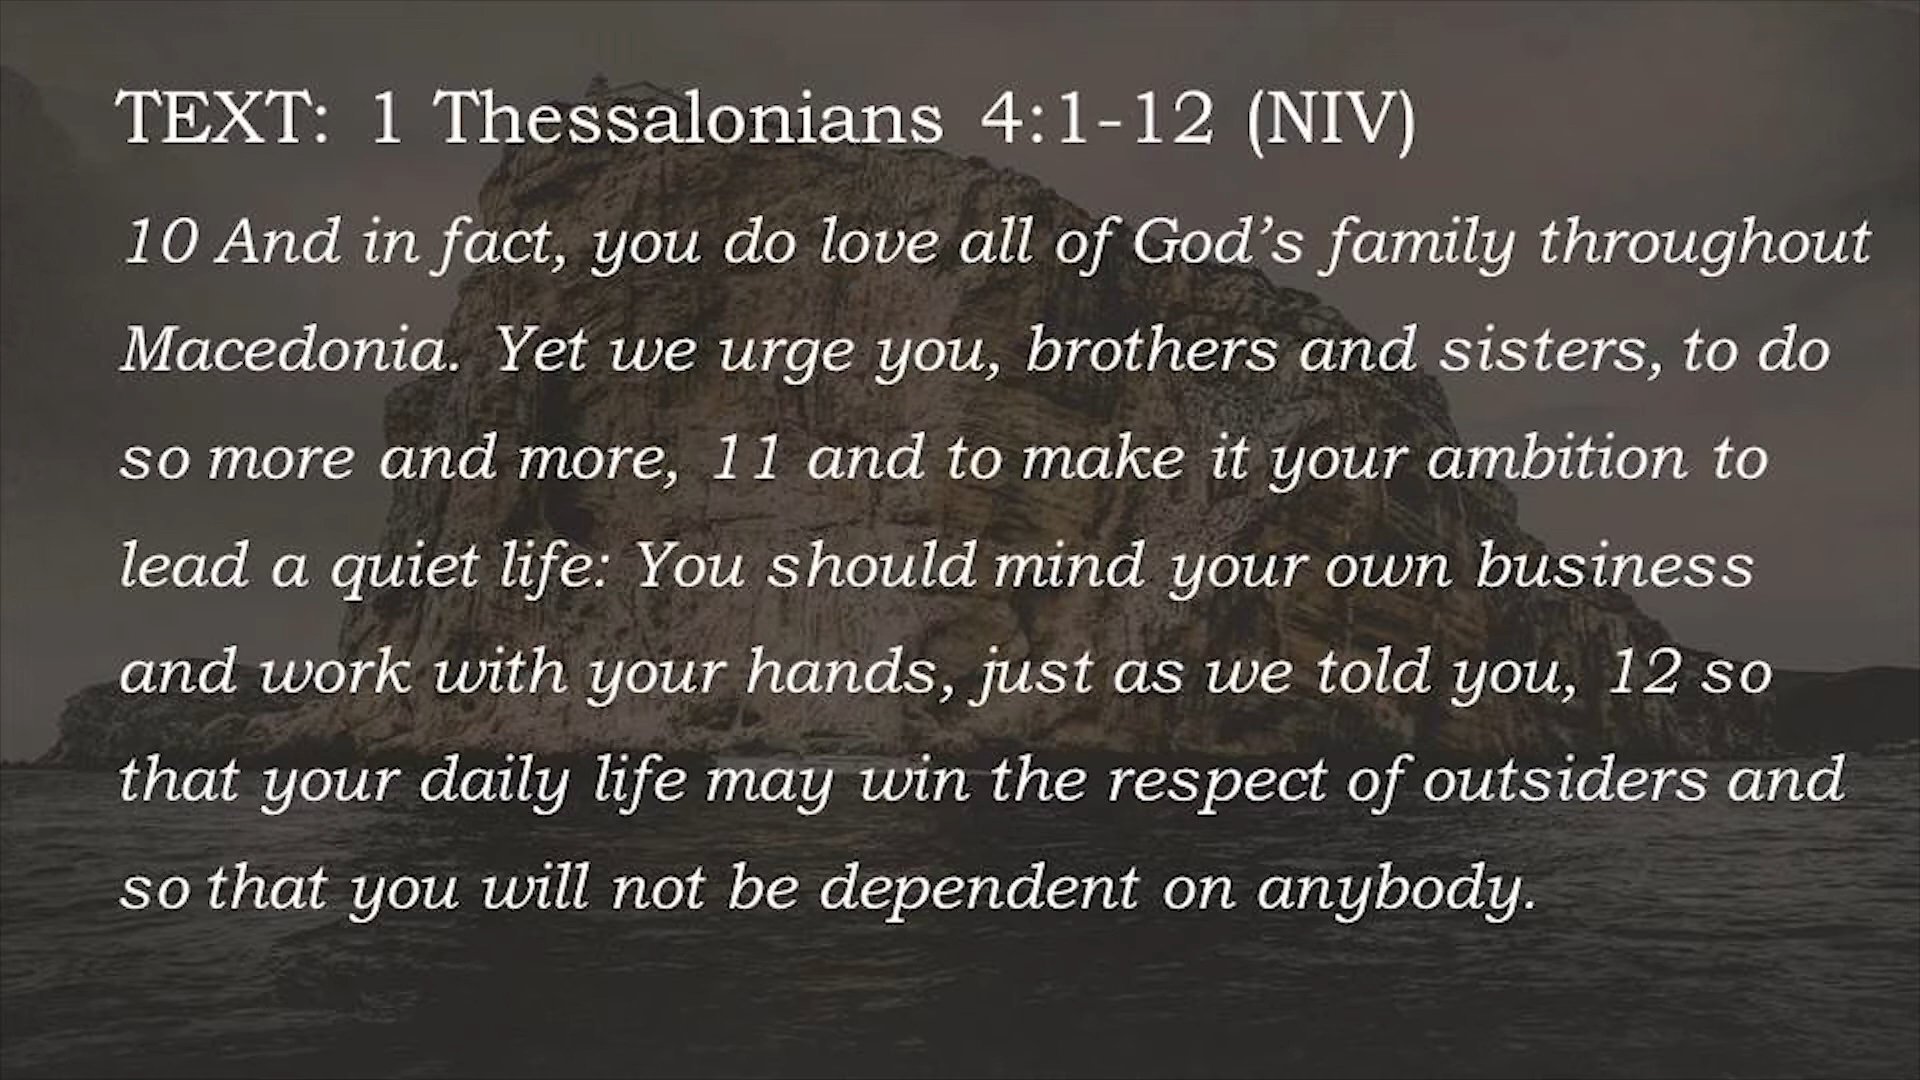 TEXT: 1 Thessalonians 4:1-12 (NIV)
10 And in fact, you do love all of God’s family throughout
Macedonia. Yet we urge you, brothers and sisters, to do
so more and more, 11 and to make it your ambition to
lead a quiet life: You should mind your own business
and work with your hands, just as we told you, 12 so
that your daily life may win the respect of outsiders and
so that you will not be dependent on anybody.